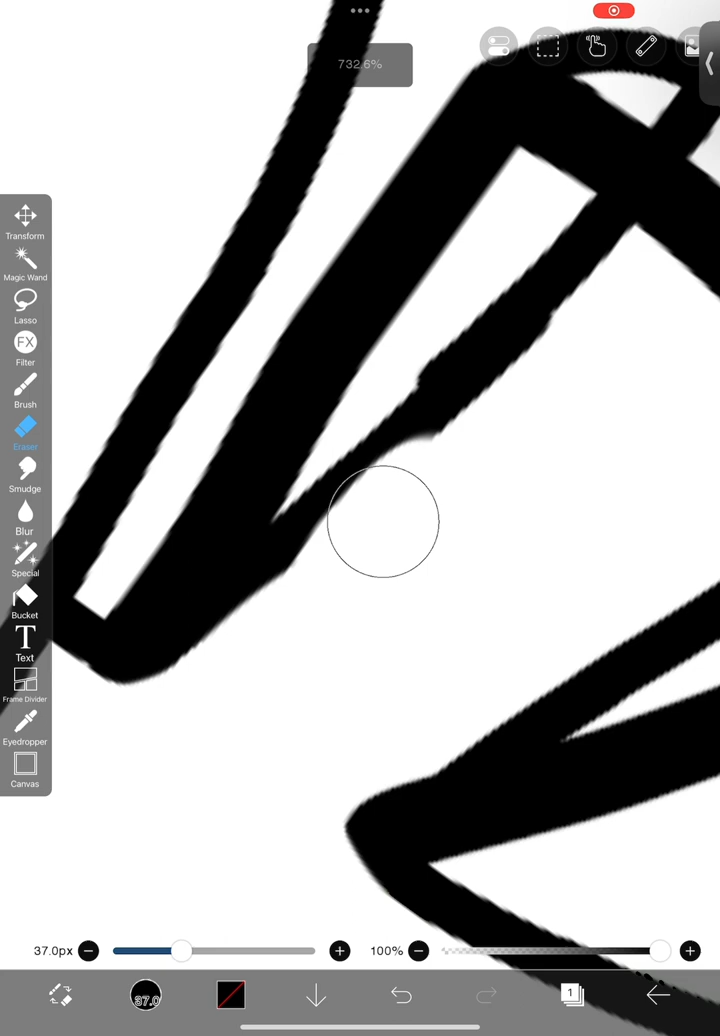 732.6%
Transform
Magic Wand
Lasso
FX
Filter
Brush
Eraser
Smudge
Blur
Special
Bucket
T
Text
Frame Divider
Eyedropper
Canvas
37.0px
100%
37.0
1